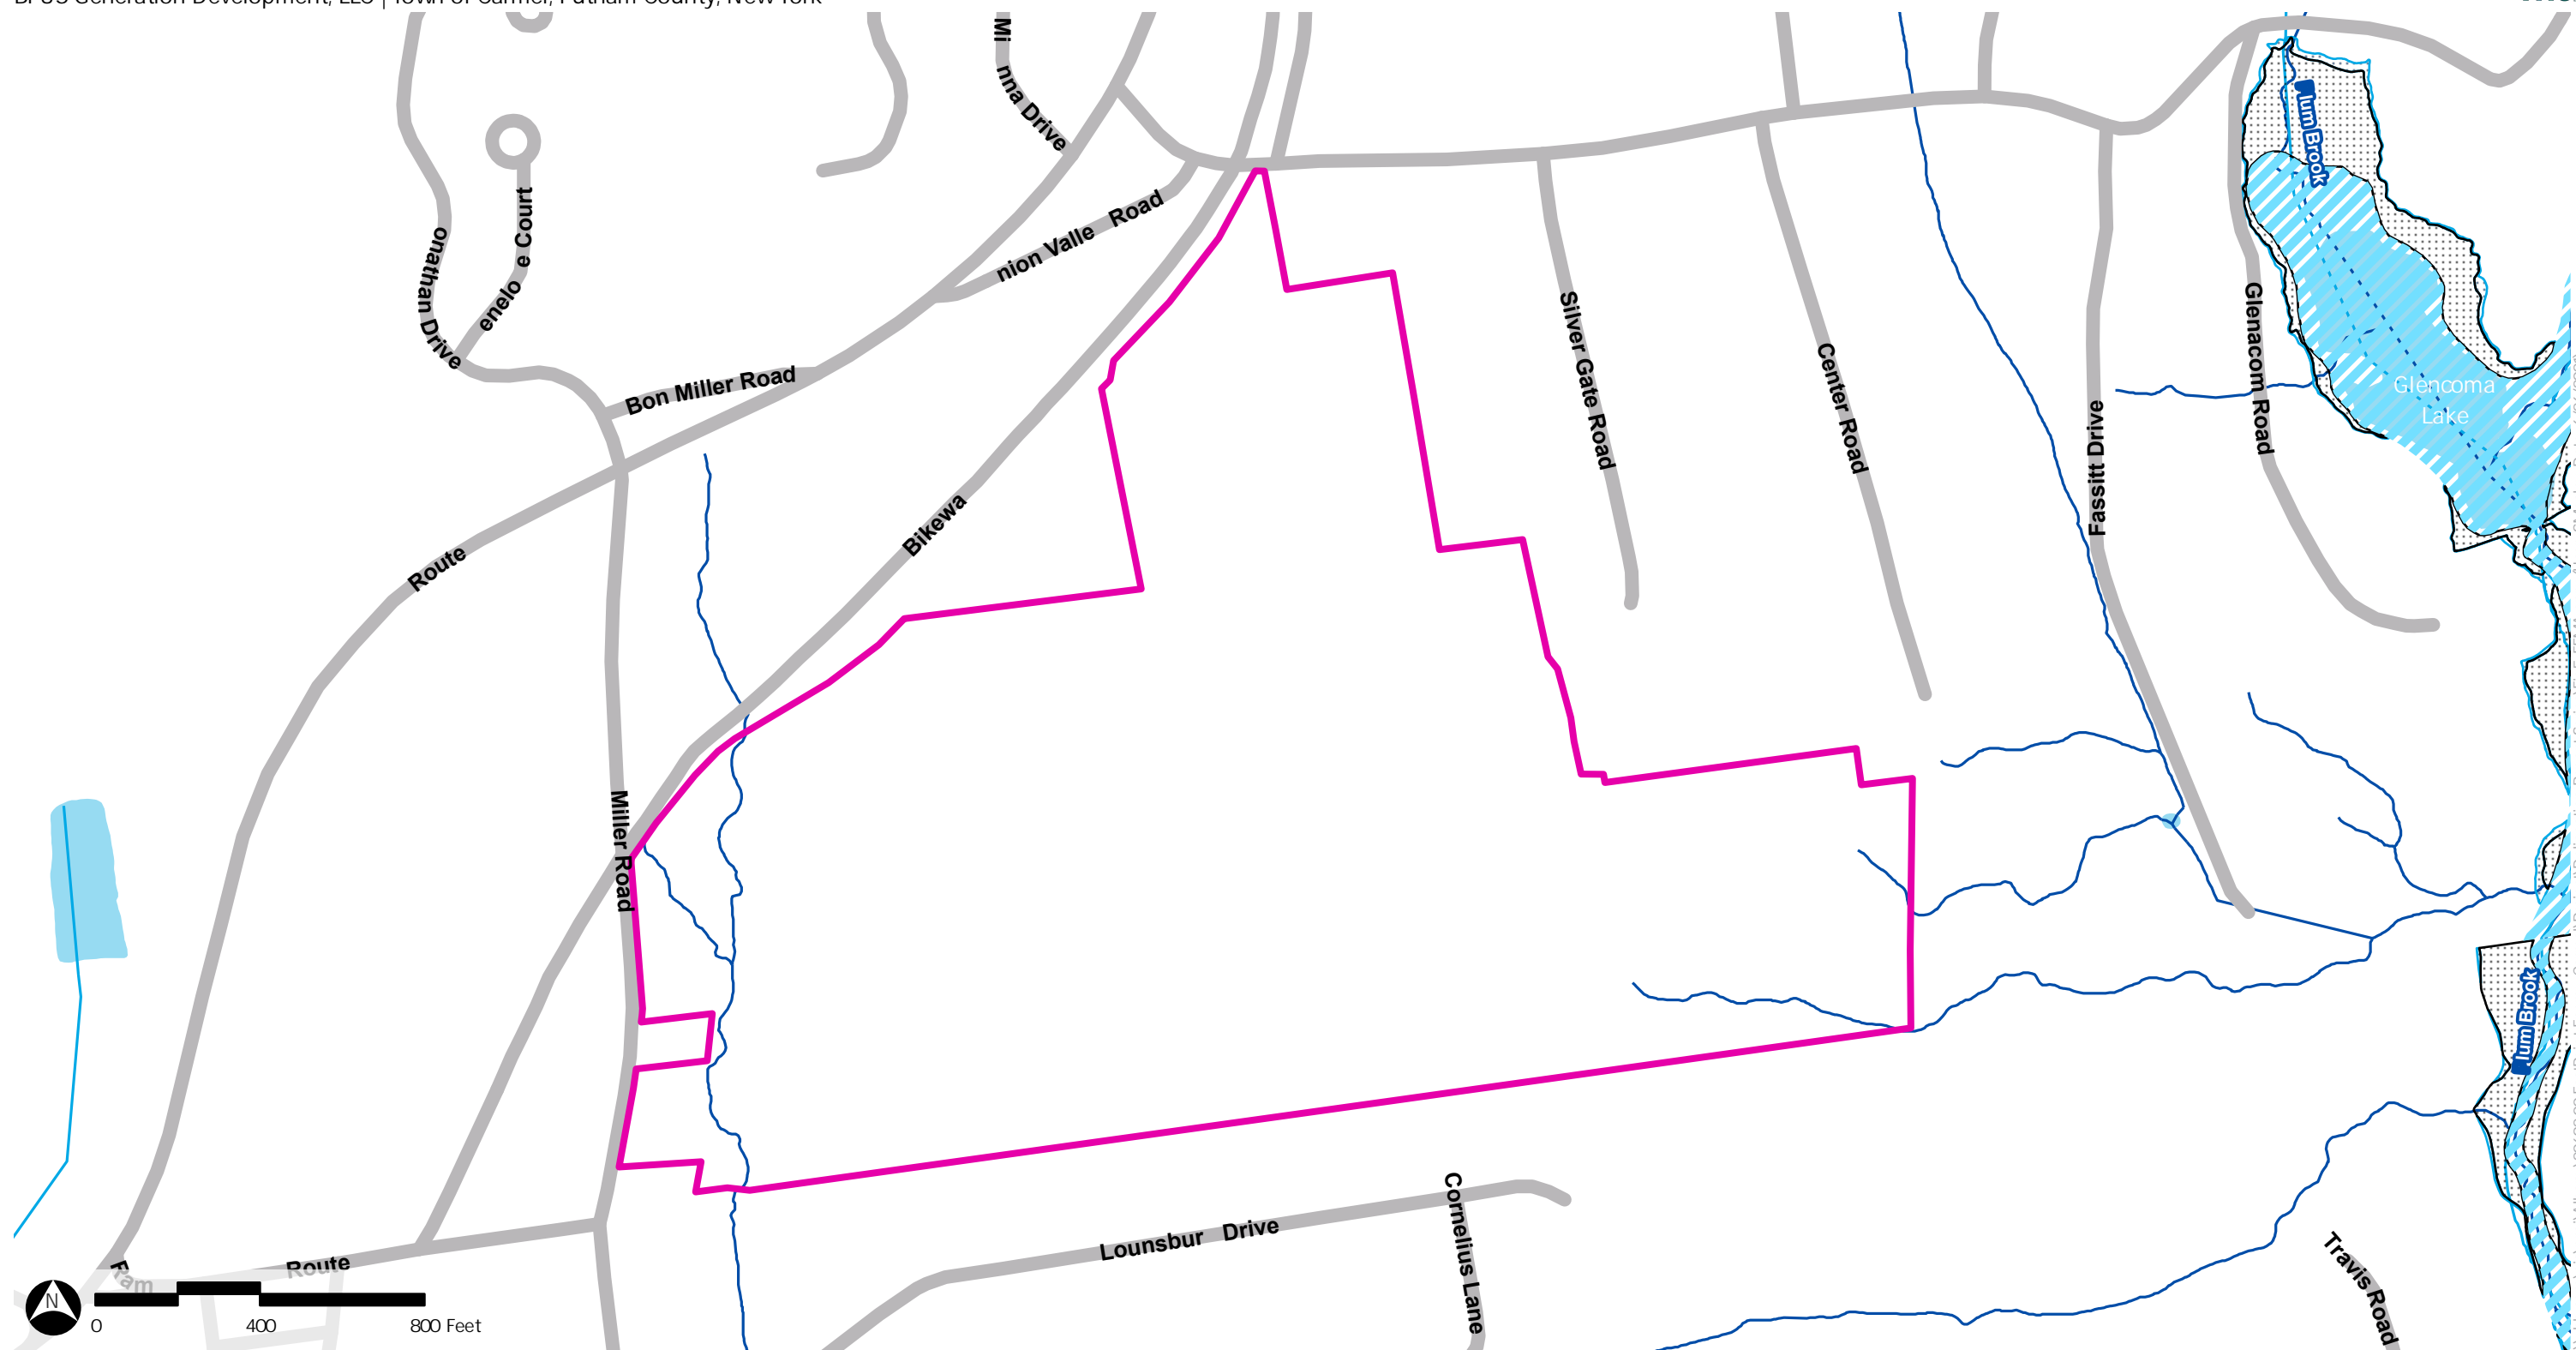 Mi
nna Drive
lum Brook
onathan Drive
e Court
enelo
nion Valle Road
Bon Miller Road
Silver Gate Road
Center Road
Fassitt Drive
Glenacom Road
Glencoma
Lake
Route
Bikewa
Miller Road
lum Brook
Cornelius Lane
Lounsbur Drive
Travis Road
Route
Ram
N
0 400 800 Feet